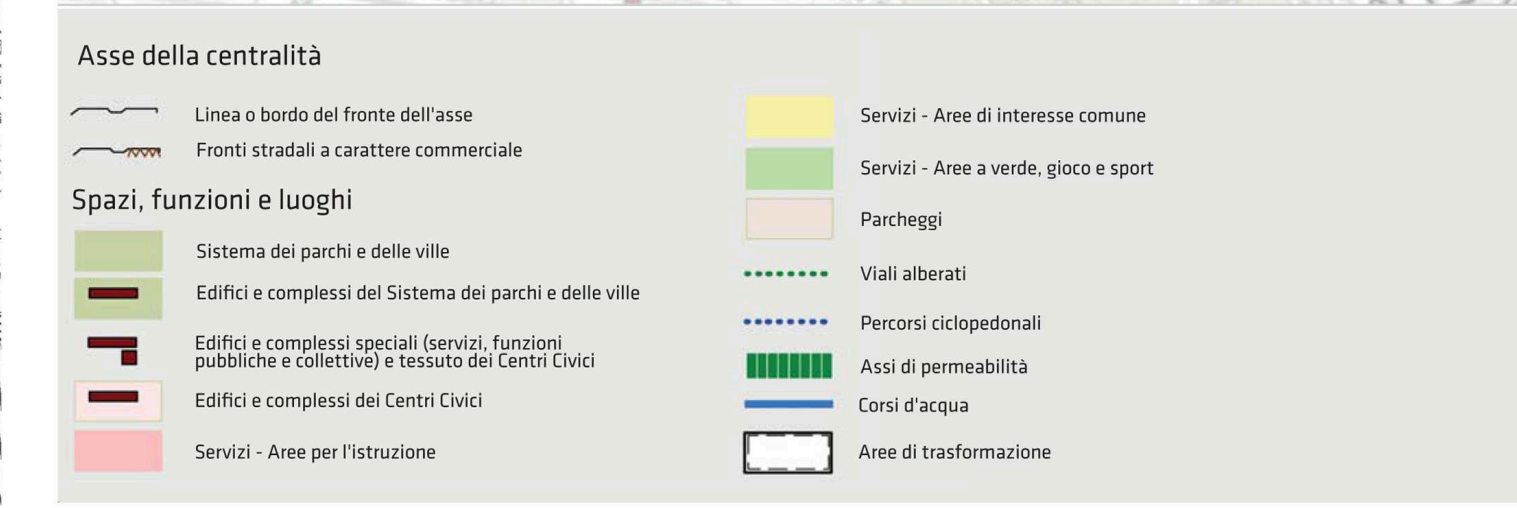 Asse della centralità
Linea o bordo del fronte dell'asse
Fronti stradali a carattere commerciale
Spazi, funzioni e luoghi
Sistema dei parchi e delle ville
Edifici e complessi del Sistema dei parchi e delle ville
Edifici e complessi speciali (servizi, funzioni
pubbliche e collettive) e tessuto dei Centri Civici
Edifici e complessi dei Centri Civici
Servizi - Aree per l'istruzione
Servizi - Aree di interesse comune
Servizi - Aree a verde, gioco e sport
Parcheggi
Viali alberati
Percorsi ciclopedonali
Assi di permeabilità
Corsi d'acqua
Aree di trasformazione